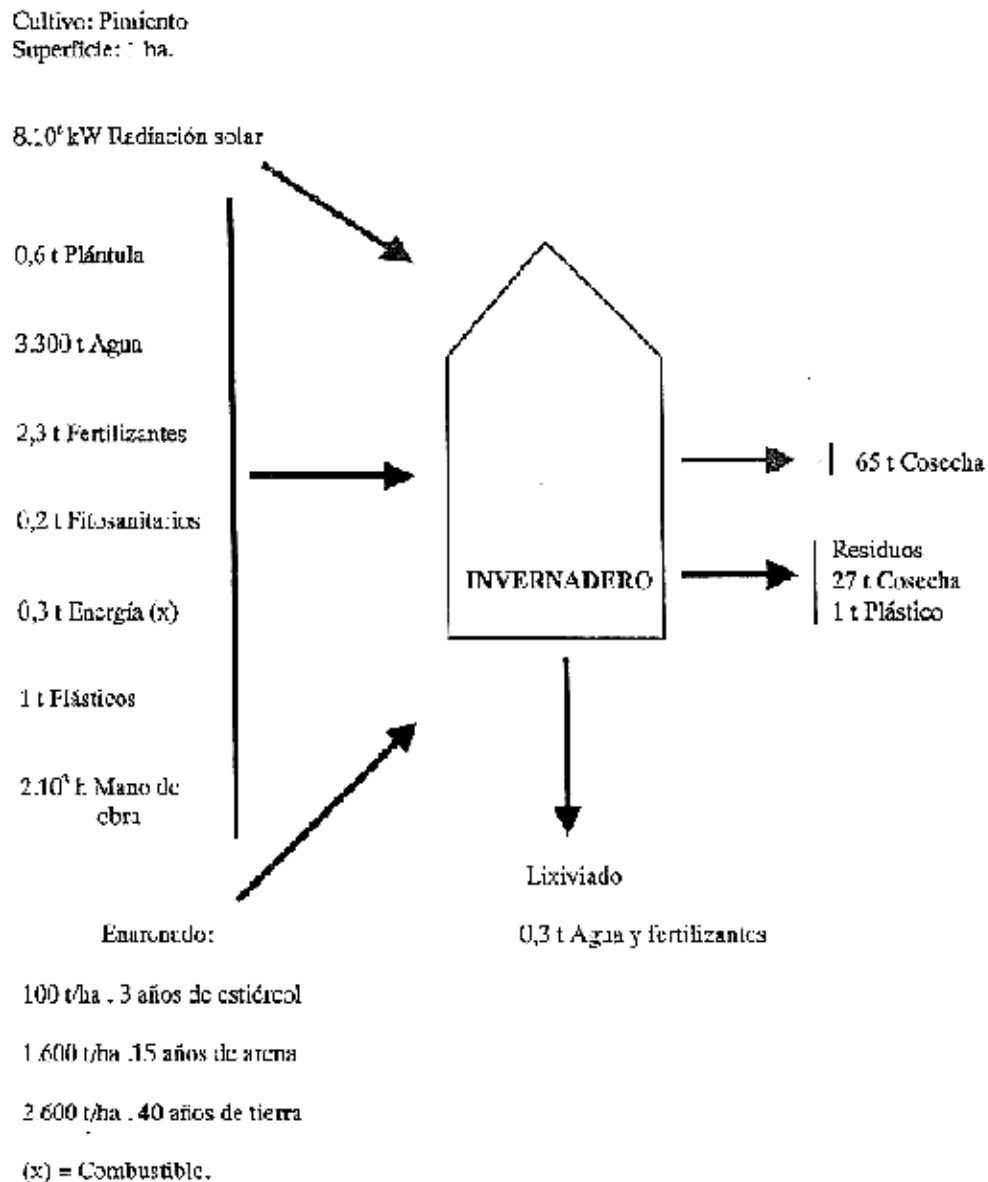 Cultivo: Pimiento
Superficie: 1 ha.
kW Radiación solar
0,6 t Plántula
3.300 t Agua
2,3 t Fertilizantes
0,2 t Fitosanitarios
0,3 t Energía (x)
1 t Plásticos
h Mano de
obra
INVERNADERO
65 t Cosecha
Residuos
27 t Cosecha
1 t Plástico
Lixiviado
0,3 t Agua y fertilizantes
Enarenado:
100 t/ha . 3 años de estiércol
1.600 t/ha .15 años de arena
2.600 t/ha . 40 años de tierra
(x) = Combustible.